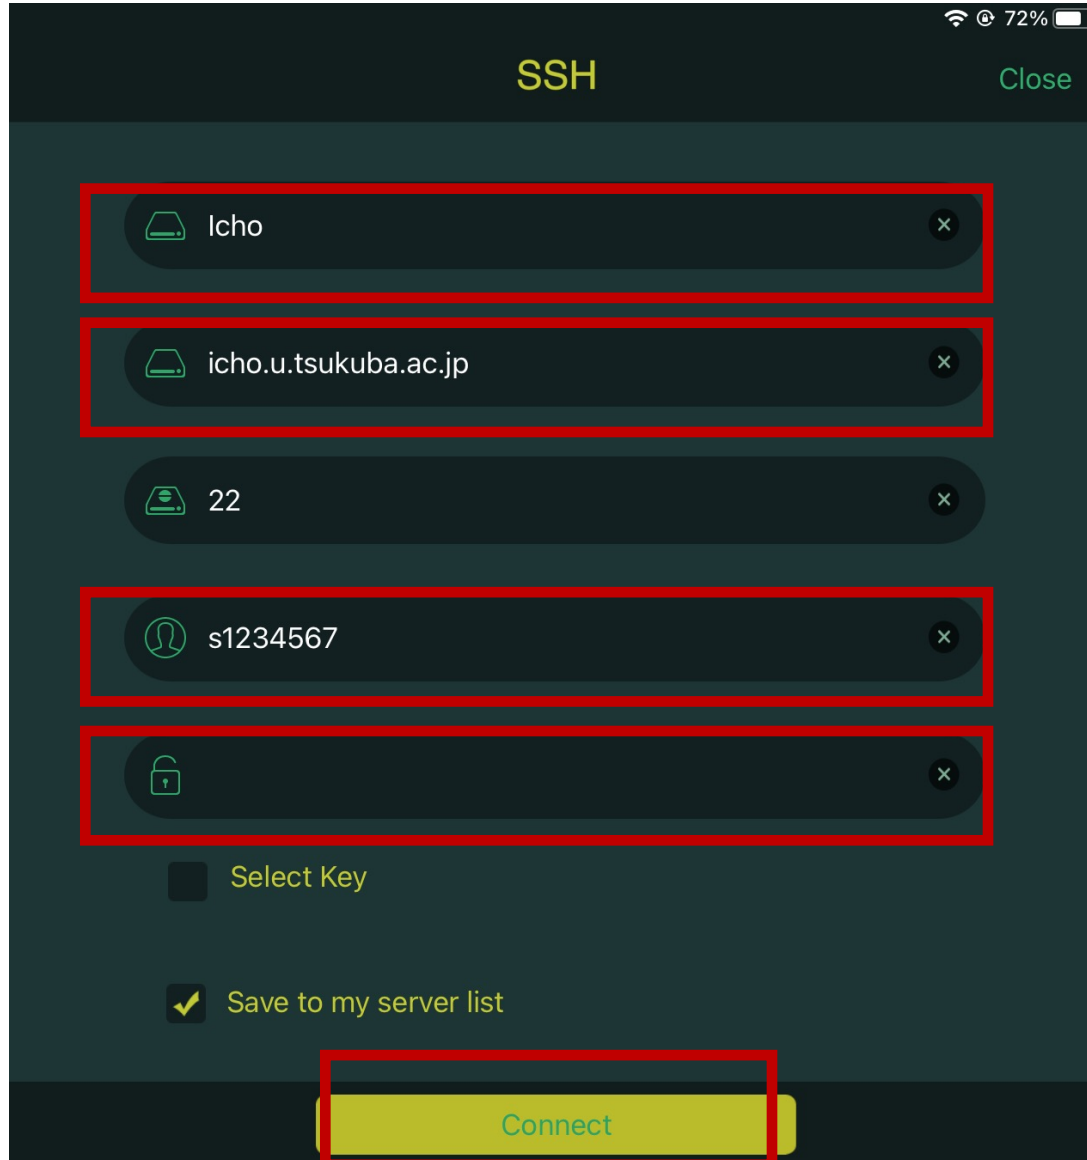 72%
SSH
Close
Icho
icho.u.tsukuba.ac.jp
22
s1234567
Select Key
Save to my server list
Connect